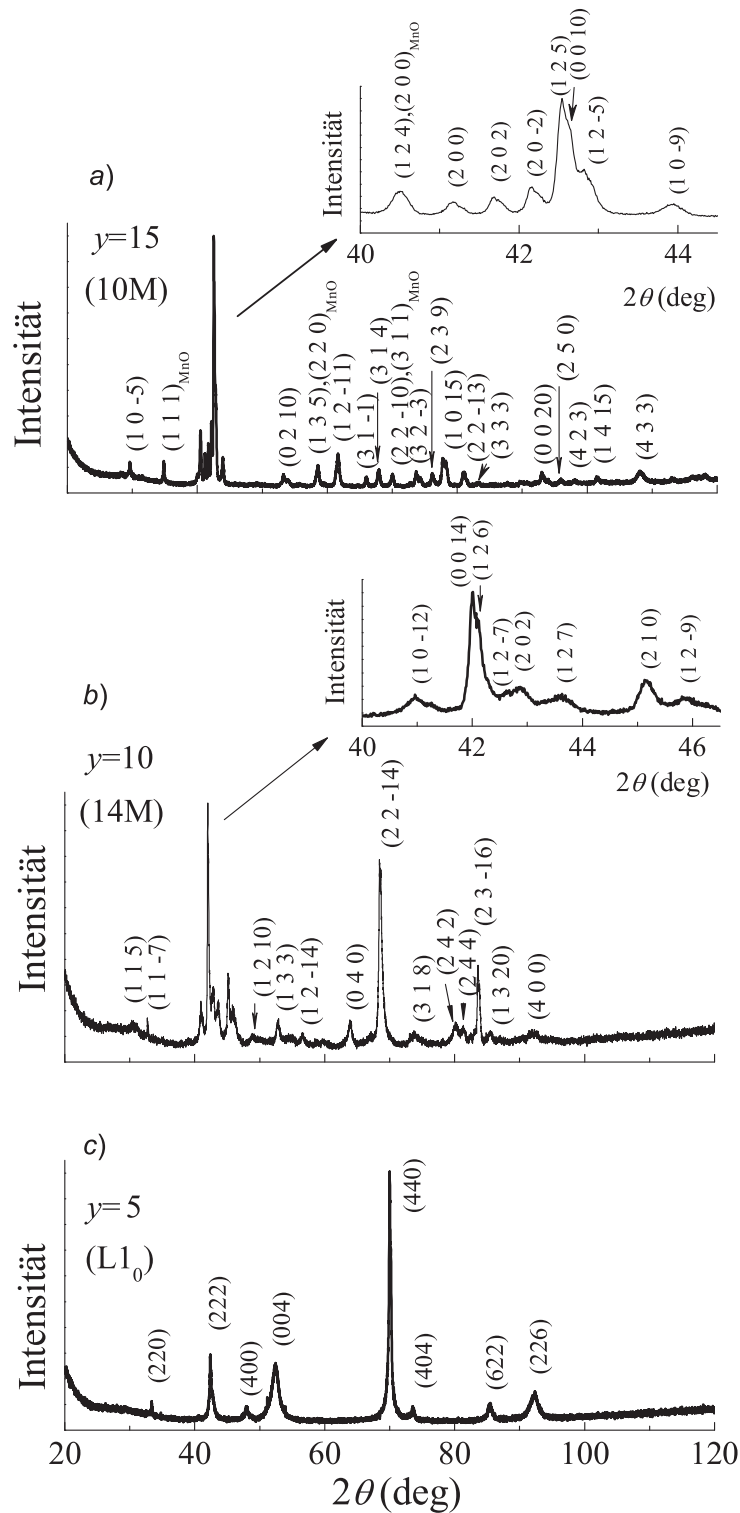 a)
y=15
(10M)
Intensität
(1 0 -5)
(1 1 1)MnO
(0 2 10)
(1 3 5),(2 2 0)MnO
(1 2 -11)
(3 1 -1)
(3 1 4)
(2 2 -10),(3 1 1)MnO
(3 2 -3)
(2 3 9)
(1 0 15)
(2 2 -13)
(3 3 3)
(0 0 20)
(2 5 0)
(4 2 3)
(1 4 15)
(4 3 3)
Intensität
(1 2 4),(2 0 0)MnO
(2 0 0)
(2 0 2)
(2 0 -2)
(1 2 5)
(0 0 10)
(1 2 -5)
(1 0 -9)
40 42 44
2θ (deg)
b)
y=10
(14M)
Intensität
(1 1 5)
(1 1 -7)
(1 2 10)
(1 3 3)
(1 2 -14)
(0 4 0)
(2 2 -14)
(3 1 8)
(2 4 2)
(2 4 4)
(2 3 -16)
(1 3 20)
(4 0 0)
Intensität
(1 0 -12)
(0 0 14)
(1 2 6)
(1 2 -7)
(2 0 2)
(1 2 7)
(2 1 0)
(1 2 -9)
40 42 44 46
2θ (deg)
c)
y=5
(L1₀)
Intensität
(220)
(222)
(400)
(004)
(440)
(404)
(622)
(226)
20 40 60 80 100 120
2θ (deg)